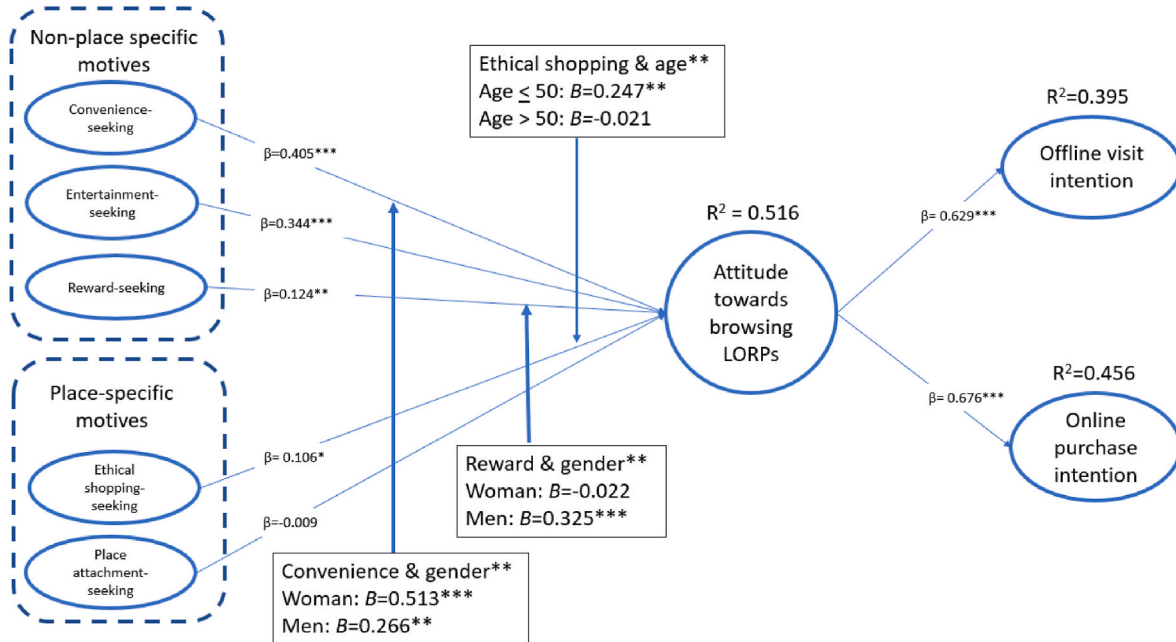 Non-place specific
motives
Convenience-
seeking
Entertainment-
seeking
Reward-seeking
Place-specific
motives
Ethical
shopping-
seeking
Place
attachment-
seeking
β=0.405***
β=0.344***
β=0.124**
β= 0.106*
β=-0.009
Ethical shopping & age**
Age ≤ 50: B=0.247**
Age > 50: B=-0.021
Reward & gender**
Woman: B=-0.022
Men: B=0.325***
Convenience & gender**
Woman: B=0.513***
Men: B=0.266**
R² = 0.516
Attitude
towards
browsing
LORPs
β= 0.629***
β= 0.676***
R²=0.395
Offline visit
intention
R²=0.456
Online
purchase
intention